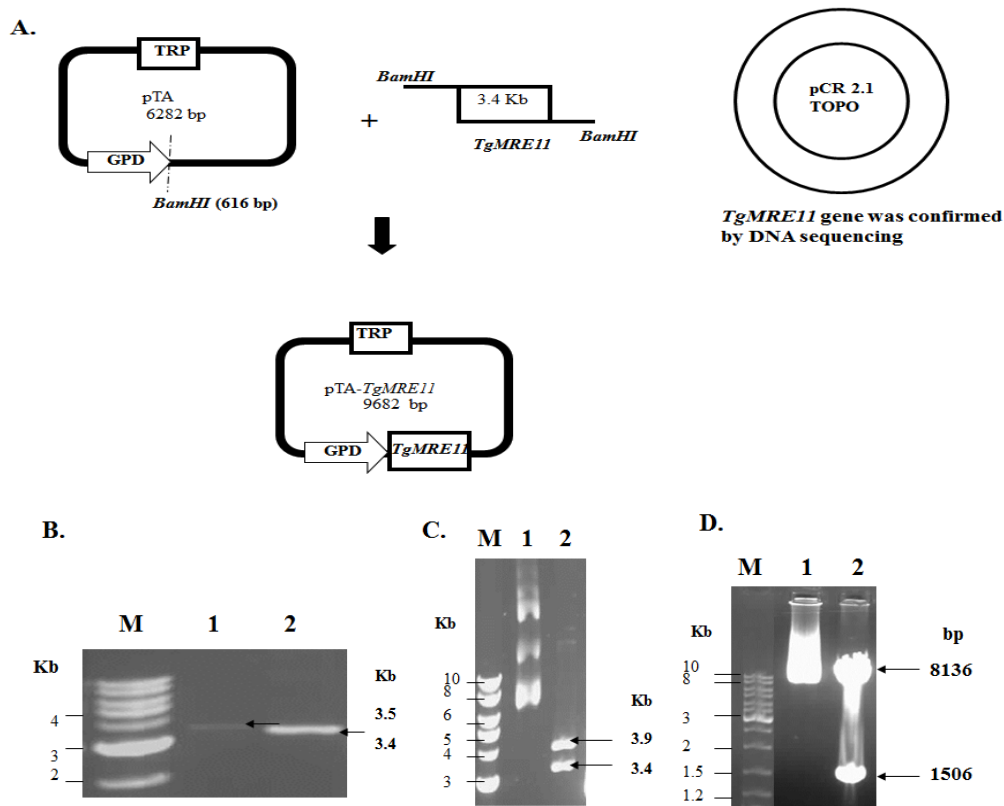 A.
TRP
pTA
6282 bp
GPD
BamHI (616 bp)
+
BamHI
3.4 Kb
BamHI
TgMRE11
pCR 2.1
TOPO
TgMRE11 gene was confirmed
by DNA sequencing
TRP
pTA-TgMRE11
9682 bp
GPD
TgMRE11
B.
M 1 2
Kb
4
3
2
Kb
3.5
3.4
C.
M 1 2
Kb
10
8
6
5
4
3
Kb
3.9
3.4
D.
M 1 2
Kb
10
8
3
2
1.5
1.2
bp
8136
1506